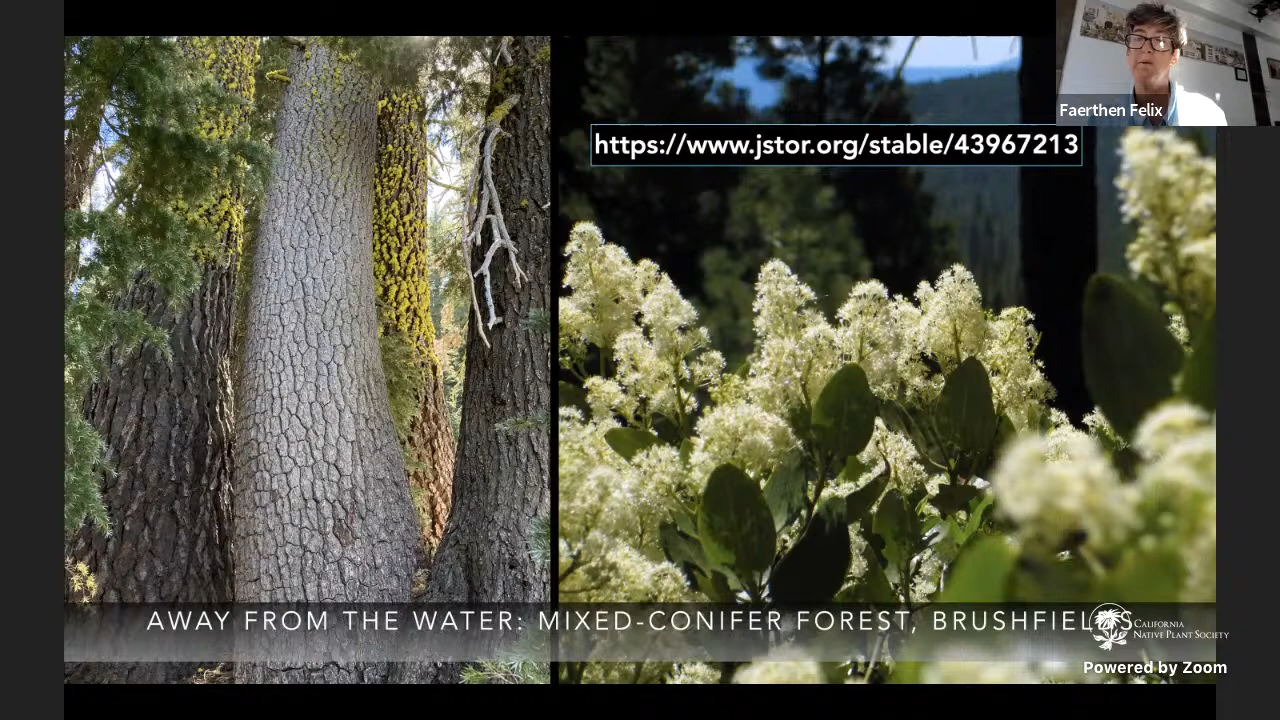 Faerthen Felix
https://www.jstor.org/stable/43967213
AWAY FROM THE WATER: MIXED-CONIFER FOREST, BRUSHFIELDS
CALIFORNIA
NATIVE PLANT SOCIETY
Powered by Zoom